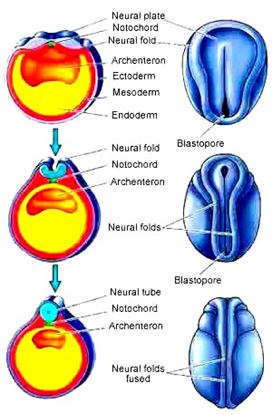 Neural plate
Notochord
Neural fold
Archenteron
Ectoderm
Mesoderm
Endoderm
Blastopore
Neural fold
Notochord
Archenteron
Neural folds
Blastopore
Neural tube
Notochord
Archenteron
Neural folds
fused